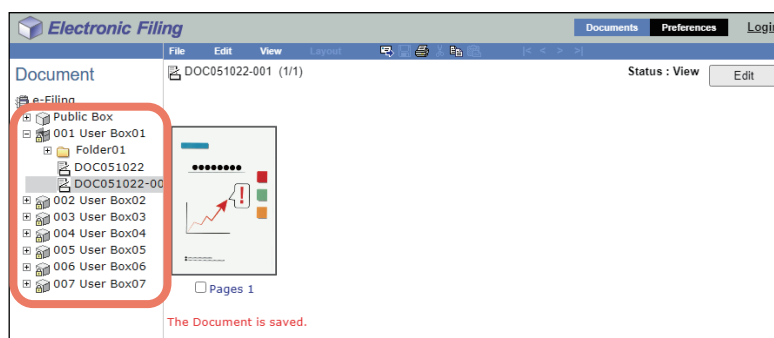 Electronic Filing
Documents Preferences Login
File Edit View Layout |< < > >|
Document
DOC051022-001 (1/1)
Status : View
Edit
e-Filing
Public Box
001 User Box01
Folder01
DOC051022
DOC051022-00
002 User Box02
003 User Box03
004 User Box04
005 User Box05
006 User Box06
007 User Box07
!
Pages 1
The Document is saved.